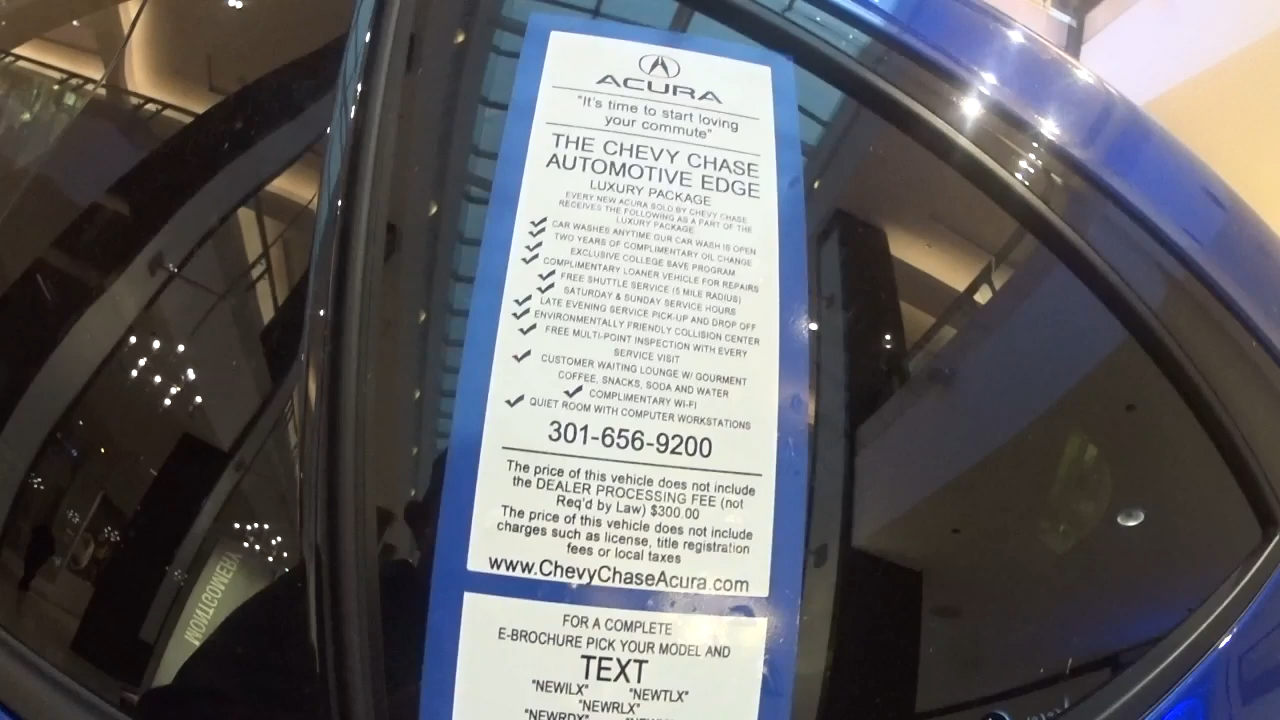 ACURA
"It's time to start loving
your commute"
THE CHEVY CHASE
AUTOMOTIVE EDGE
LUXURY PACKAGE
EVERY NEW ACURA SOLD BY CHEVY CHASE
RECEIVES THE FOLLOWING AS A PART OF THE
LUXURY PACKAGE
CAR WASHES ANYTIME OUR CAR WASH IS OPEN
TWO YEARS OF COMPLIMENTARY OIL CHANGE
EXCLUSIVE COLLEGE SAVE PROGRAM
COMPLIMENTARY LOANER VEHICLE FOR REPAIRS
FREE SHUTTLE SERVICE (5 MILE RADIUS)
SATURDAY & SUNDAY SERVICE HOURS
LATE EVENING SERVICE PICK-UP AND DROP OFF
ENVIRONMENTALLY FRIENDLY COLLISION CENTER
FREE MULTI-POINT INSPECTION WITH EVERY
SERVICE VISIT
CUSTOMER WAITING LOUNGE W/ GOURMENT
COFFEE, SNACKS, SODA AND WATER
COMPLIMENTARY WI-FI
QUIET ROOM WITH COMPUTER WORKSTATIONS
301-656-9200
The price of this vehicle does not include
the DEALER PROCESSING FEE (not
Req'd by Law) $300.00
The price of this vehicle does not include
charges such as license, title registration
fees or local taxes
www.ChevyChaseAcura.com
FOR A COMPLETE
E-BROCHURE PICK YOUR MODEL AND
TEXT
"NEWILX" "NEWTLX"
"NEWRLX"
"NEWRDX"